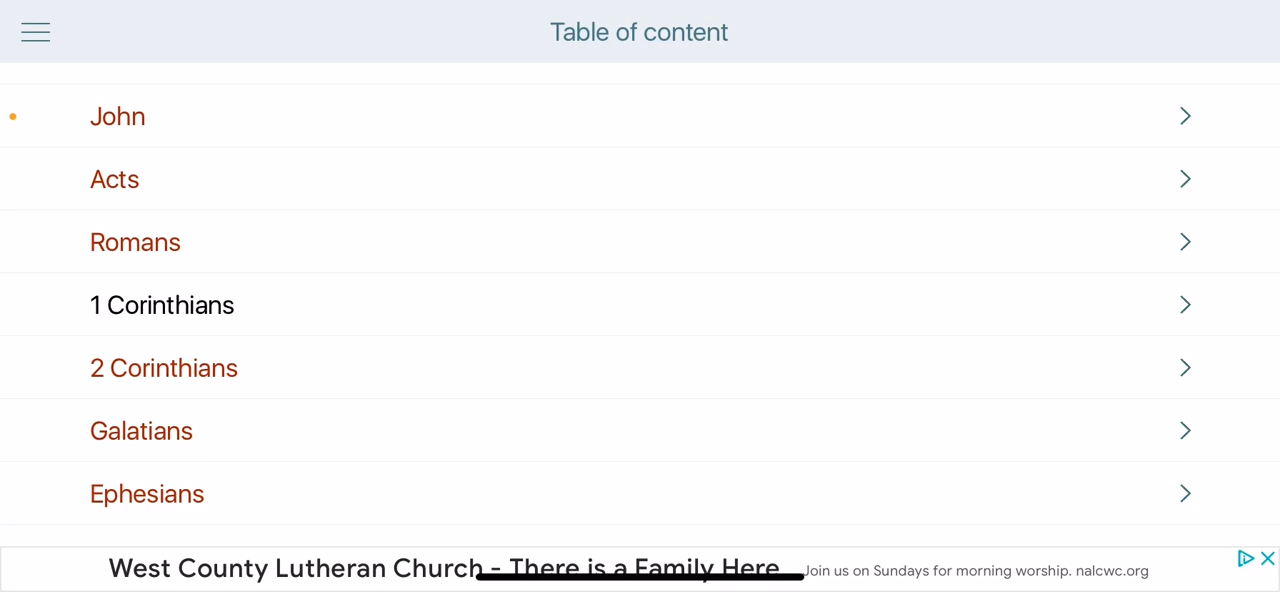 Table of content
John
Acts
Romans
1 Corinthians
2 Corinthians
Galatians
Ephesians
West County Lutheran Church - There is a Family Here
Join us on Sundays for morning worship. nalcwc.org